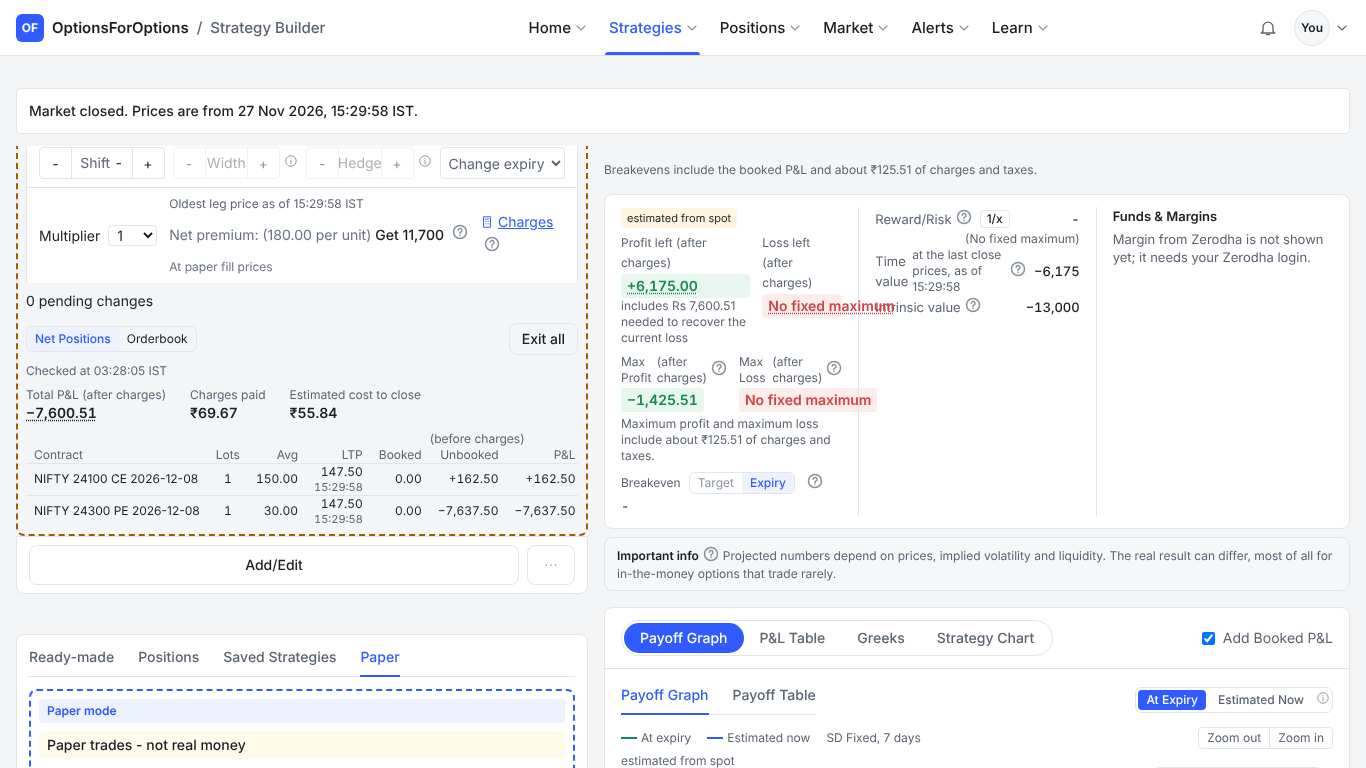 OF OptionsForOptions / Strategy Builder Home Strategies Positions Market Alerts Learn You
Market closed. Prices are from 27 Nov 2026, 15:29:58 IST.
- Shift - + - Width + - Hedge + Change expiry
Oldest leg price as of 15:29:58 IST
Multiplier 1 Net premium: (180.00 per unit) Get 11,700 Charges
At paper fill prices
0 pending changes
Net Positions Orderbook Exit all
Checked at 03:28:05 IST
Total P&L (after charges) Charges paid Estimated cost to close
−7,600.51 ₹69.67 ₹55.84
(before charges)
Contract Lots Avg LTP Booked Unbooked P&L
NIFTY 24100 CE 2026-12-08 1 150.00 147.50 0.00 +162.50 +162.50
15:29:58
NIFTY 24300 PE 2026-12-08 1 30.00 147.50 0.00 −7,637.50 −7,637.50
15:29:58
Add/Edit ...
Ready-made Positions Saved Strategies Paper
Paper mode
Paper trades - not real money
Breakevens include the booked P&L and about ₹125.51 of charges and taxes.
estimated from spot
Profit left (after charges)
+6,175.00
includes Rs 7,600.51
needed to recover the
current loss
Loss left
(after
charges)
No fixed maximum
Max Profit (after charges)
−1,425.51
Max Loss (after charges)
No fixed maximum
Maximum profit and maximum loss
include about ₹125.51 of charges and
taxes.
Breakeven Target Expiry
-
Reward/Risk 1/x -
(No fixed maximum)
Time value at the last close prices, as of 15:29:58 −6,175
Intrinsic value −13,000
Funds & Margins
Margin from Zerodha is not shown
yet; it needs your Zerodha login.
Important info Projected numbers depend on prices, implied volatility and liquidity. The real result can differ, most of all for
in-the-money options that trade rarely.
Payoff Graph P&L Table Greeks Strategy Chart Add Booked P&L
Payoff Graph Payoff Table At Expiry Estimated Now
At expiry Estimated now SD Fixed, 7 days Zoom out Zoom in
estimated from spot